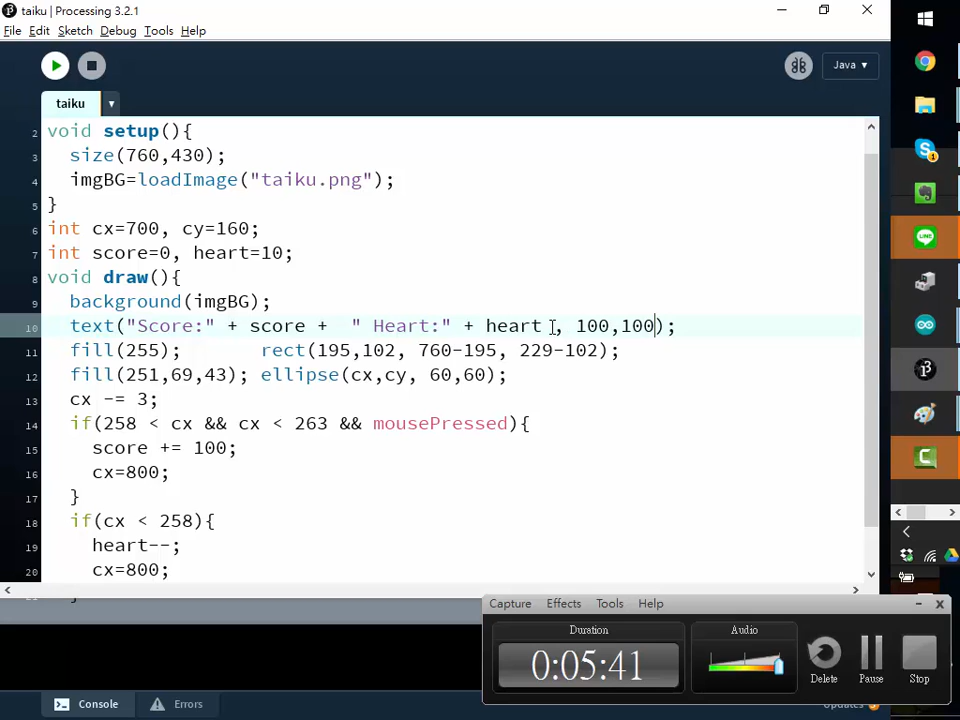 taiku | Processing 3.2.1
File Edit Sketch Debug Tools Help
Java ▾
taiku ▾
2 void setup(){
3 size(760,430);
4 imgBG=loadImage("taiku.png");
5 }
6 int cx=700, cy=160;
7 int score=0, heart=10;
8 void draw(){
9 background(imgBG);
10 text("Score:" + score +  " Heart:" + heart , 100,100);
11 fill(255);       rect(195,102, 760-195, 229-102);
12 fill(251,69,43); ellipse(cx,cy, 60,60);
13 cx -= 3;
14 if(258 < cx && cx < 263 && mousePressed){
15 score += 100;
16 cx=800;
17 }
18 if(cx < 258){
19 heart--;
20 cx=800;
Capture Effects Tools Help
Duration
0:05:41
Audio
Delete Pause Stop
Console Errors